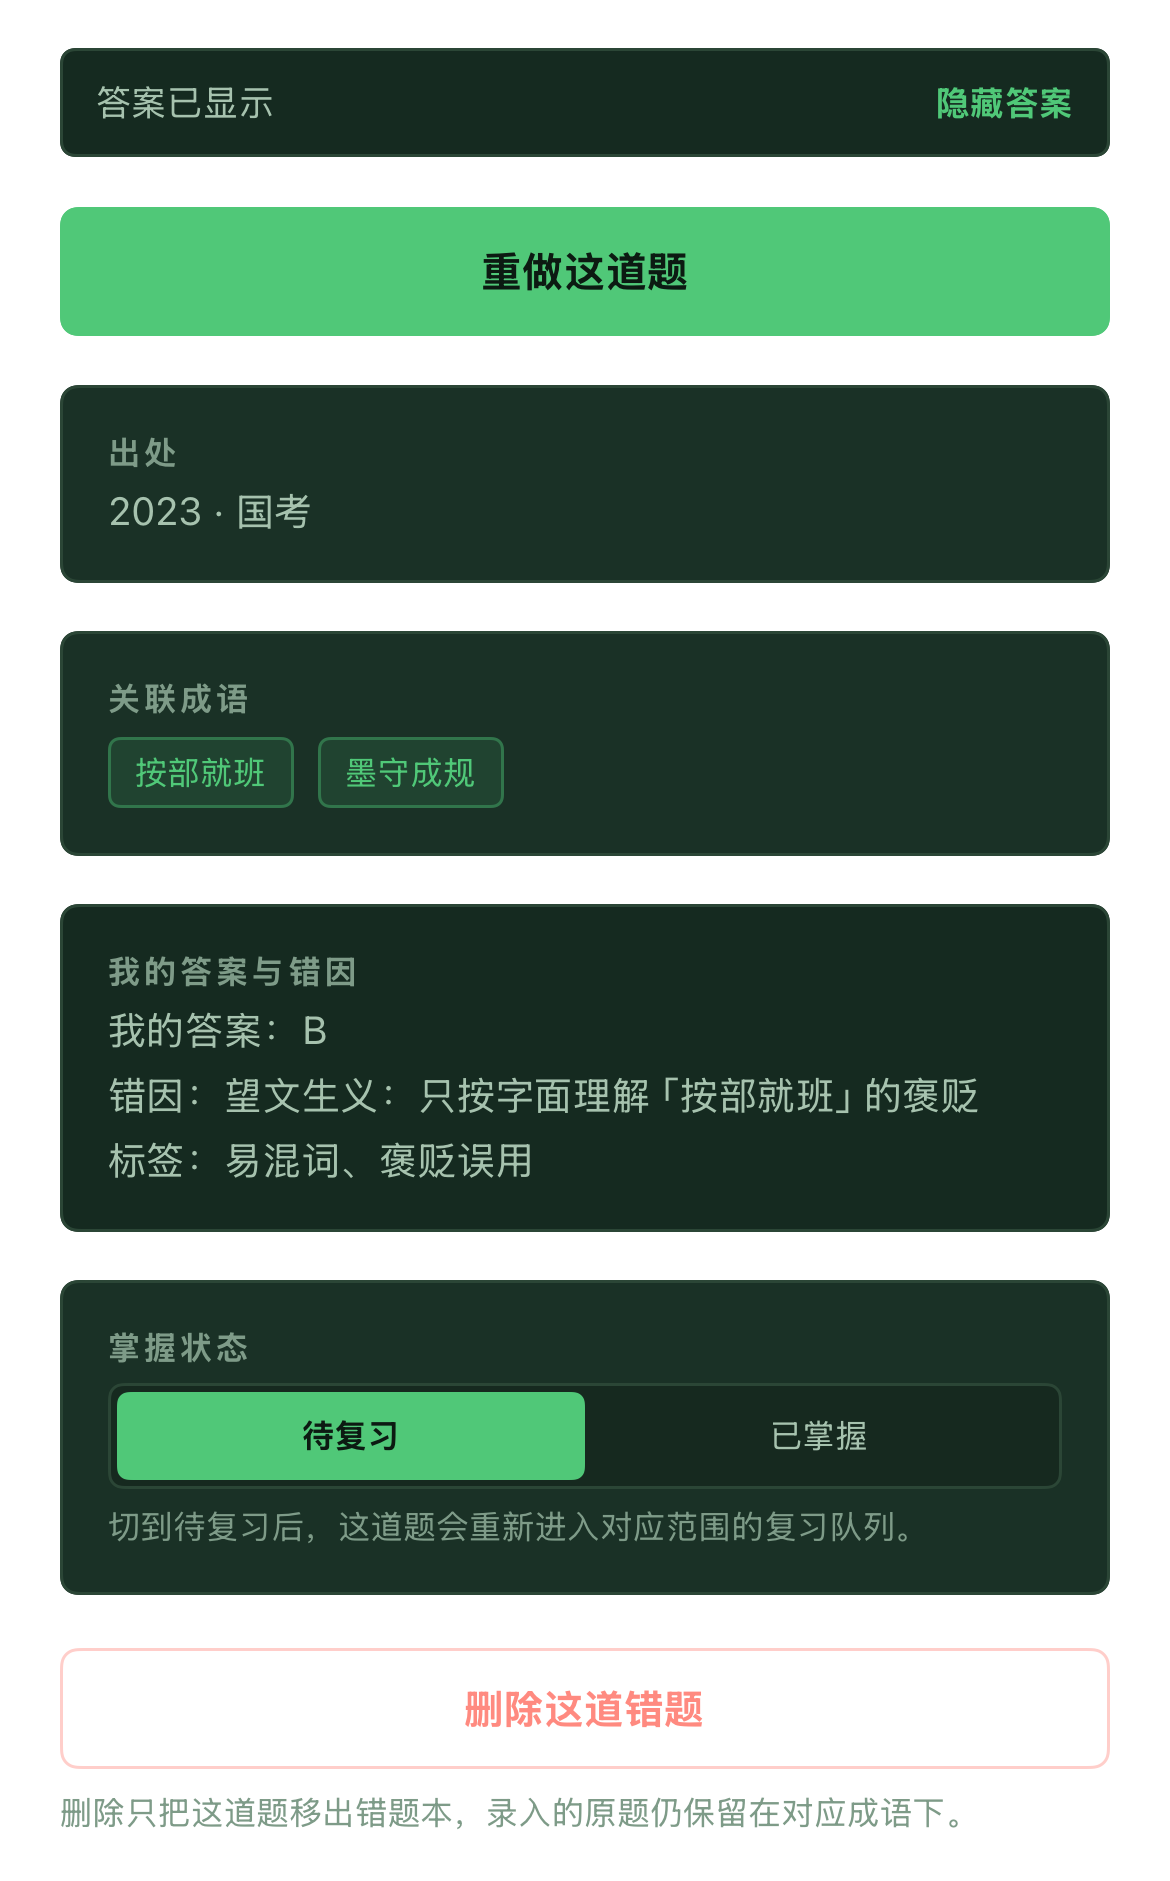 答案已显示 隐藏答案
重做这道题
出处
2023 · 国考
关联成语
按部就班 墨守成规
我的答案与错因
我的答案：B
错因：望文生义：只按字面理解「按部就班」的褒贬
标签：易混词、褒贬误用
掌握状态
待复习 已掌握
切到待复习后，这道题会重新进入对应范围的复习队列。
删除这道错题
删除只把这道题移出错题本，录入的原题仍保留在对应成语下。